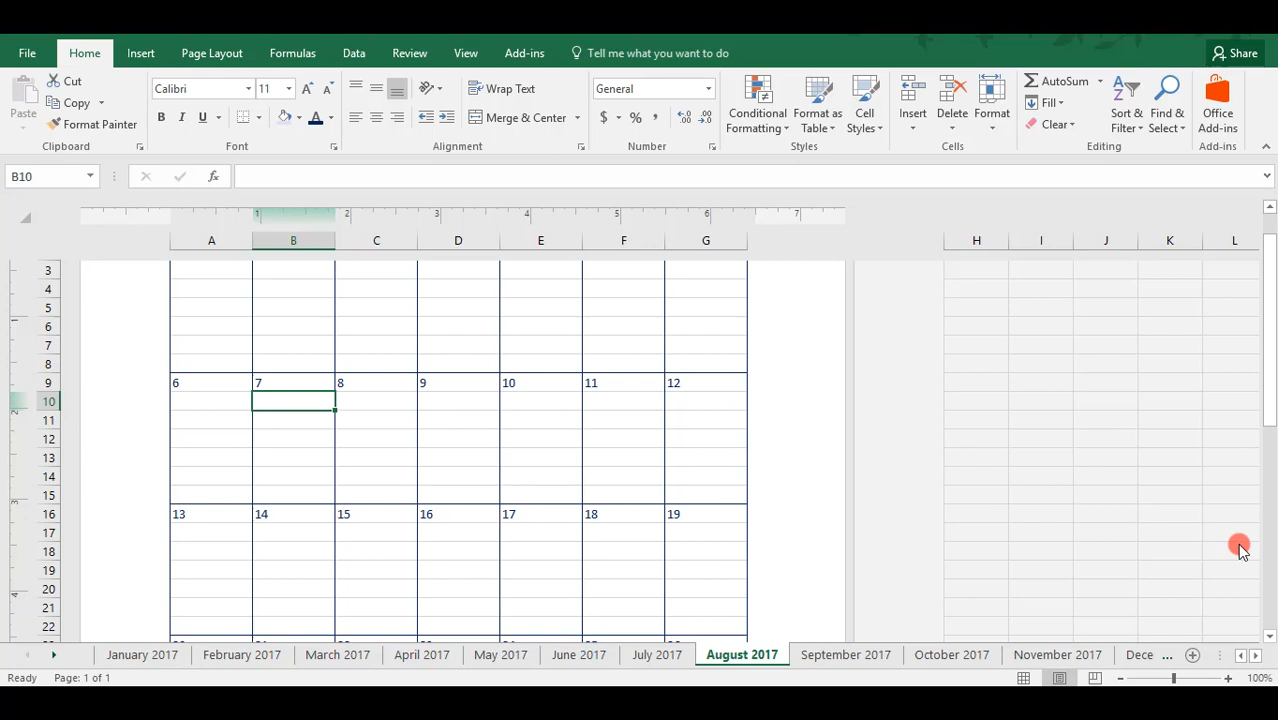 File Home Insert Page Layout Formulas Data Review View Add-ins Tell me what you want to do Share
Cut Calibri 11 Wrap Text General AutoSum
Paste Copy Conditional Formatting Format as Table Cell Styles Insert Delete Format Fill Sort & Filter Find & Select Office Add-ins
Format Painter B I U Merge & Center $ % , Clear
Clipboard Font Alignment Number Styles Cells Editing Add-ins
B10 fx
1 2 3 4 5 6 7
A B C D E F G H I J K L
3
4
5
6
7
8
9 6 7 8 9 10 11 12
10
11
12
13
14
15
16 13 14 15 16 17 18 19
17
18
19
20
21
22
January 2017 February 2017 March 2017 April 2017 May 2017 June 2017 July 2017 August 2017 September 2017 October 2017 November 2017 Dece ...
Ready Page: 1 of 1 100%